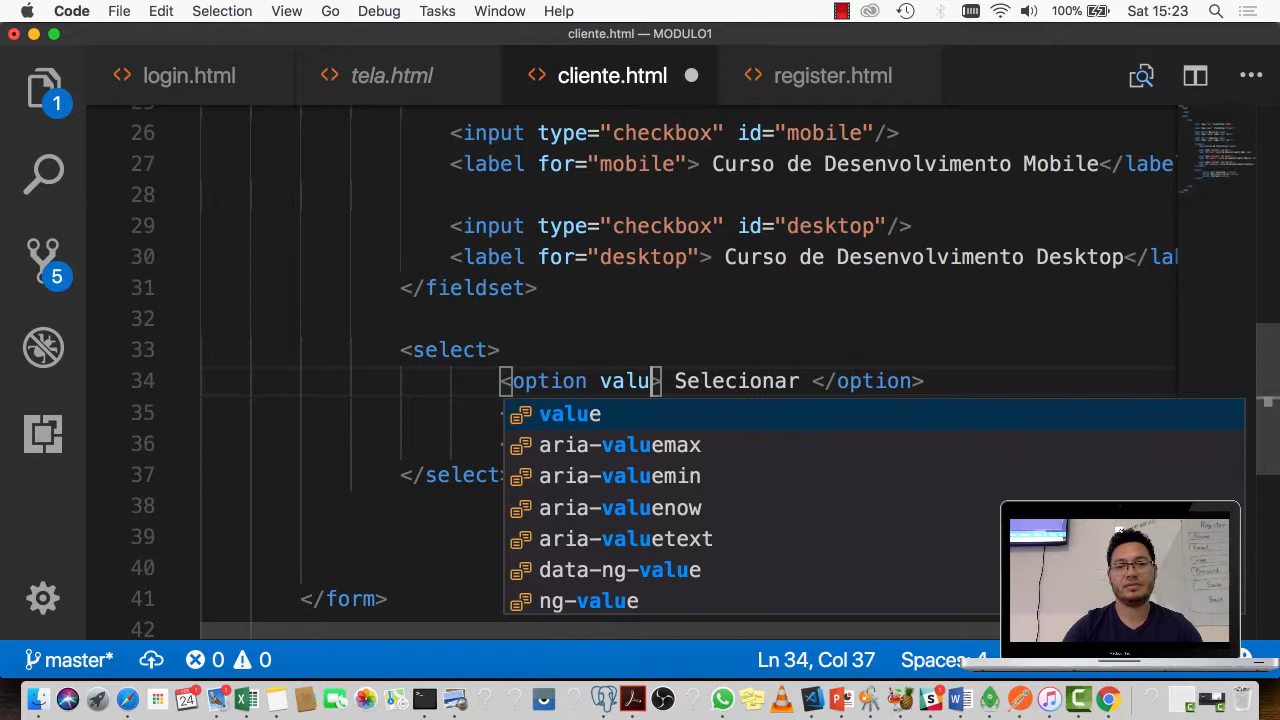 Code File Edit Selection View Go Debug Tasks Window Help 100% Sat 15:23
cliente.html — MODULO1
login.html tela.html cliente.html register.html
1
5
26 <input type="checkbox" id="mobile"/>
27 <label for="mobile"> Curso de Desenvolvimento Mobile</labe
28
29 <input type="checkbox" id="desktop"/>
30 <label for="desktop"> Curso de Desenvolvimento Desktop</la
31 </fieldset>
32
33 <select>
34 <option valu> Selecionar </option>
35
36
37 </select>
38
39
40
41 </form>
42
value
aria-valuemax
aria-valuemin
aria-valuenow
aria-valuetext
data-ng-value
ng-value
Register
Name
master* 0 0 Ln 34, Col 37 Spaces: 4
24